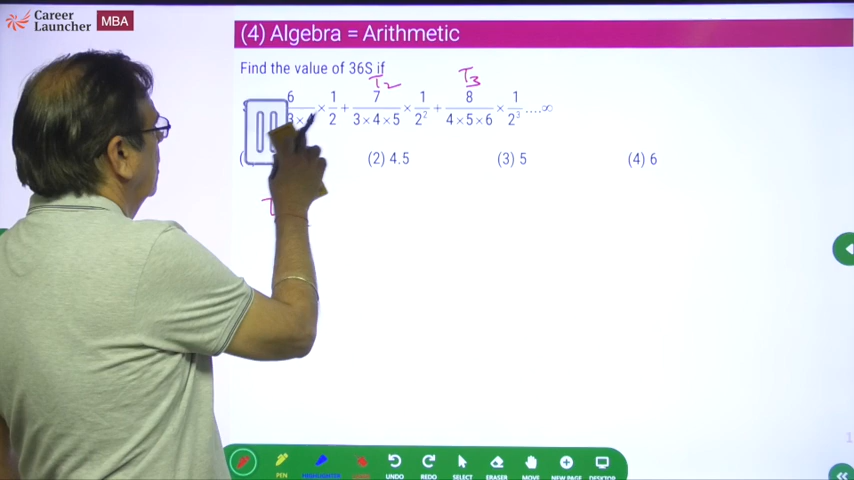 Career
Launcher MBA
(4) Algebra = Arithmetic
Find the value of 36S if
T2 T3
6/3× × 1/2 + 7/3×4×5 × 1/2² + 8/4×5×6 × 1/2³ ....∞
(2) 4.5 (3) 5 (4) 6
T
PEN HIGHLIGHTER UNDO REDO SELECT ERASER MOVE NEW PAGE DESKTOP